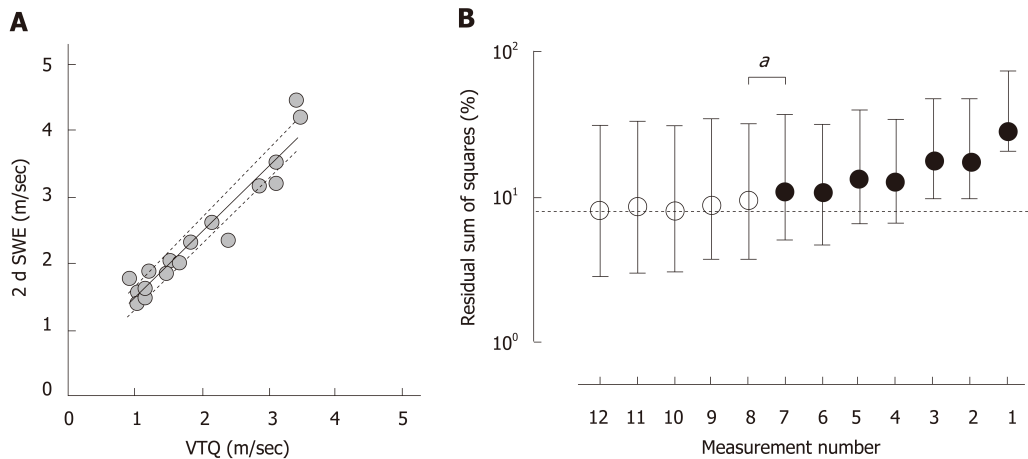 A
5
4
3
2
1
0
2 d SWE (m/sec)
0 1 2 3 4 5
VTQ (m/sec)
B
10²
10¹
10⁰
Residual sum of squares (%)
a
12 11 10 9 8 7 6 5 4 3 2 1
Measurement number